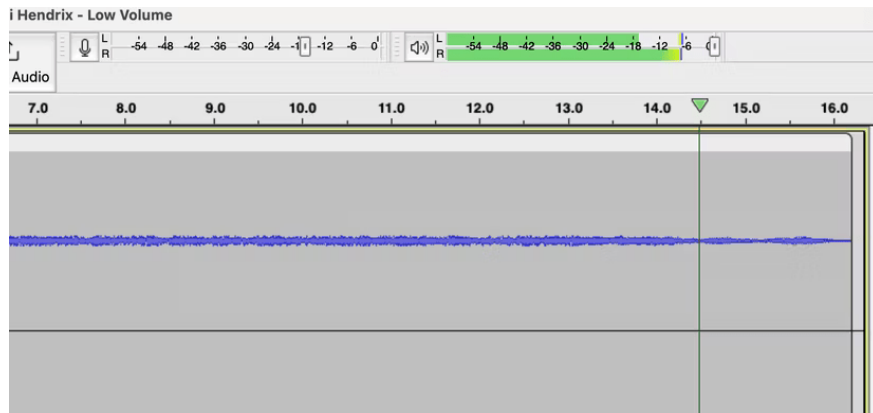 i Hendrix - Low Volume
L
R
-54 -48 -42 -36 -30 -24 -1 -12 -6 0
L
R
-54 -48 -42 -36 -30 -24 -18 -12 -6
Audio
7.0 8.0 9.0 10.0 11.0 12.0 13.0 14.0 15.0 16.0